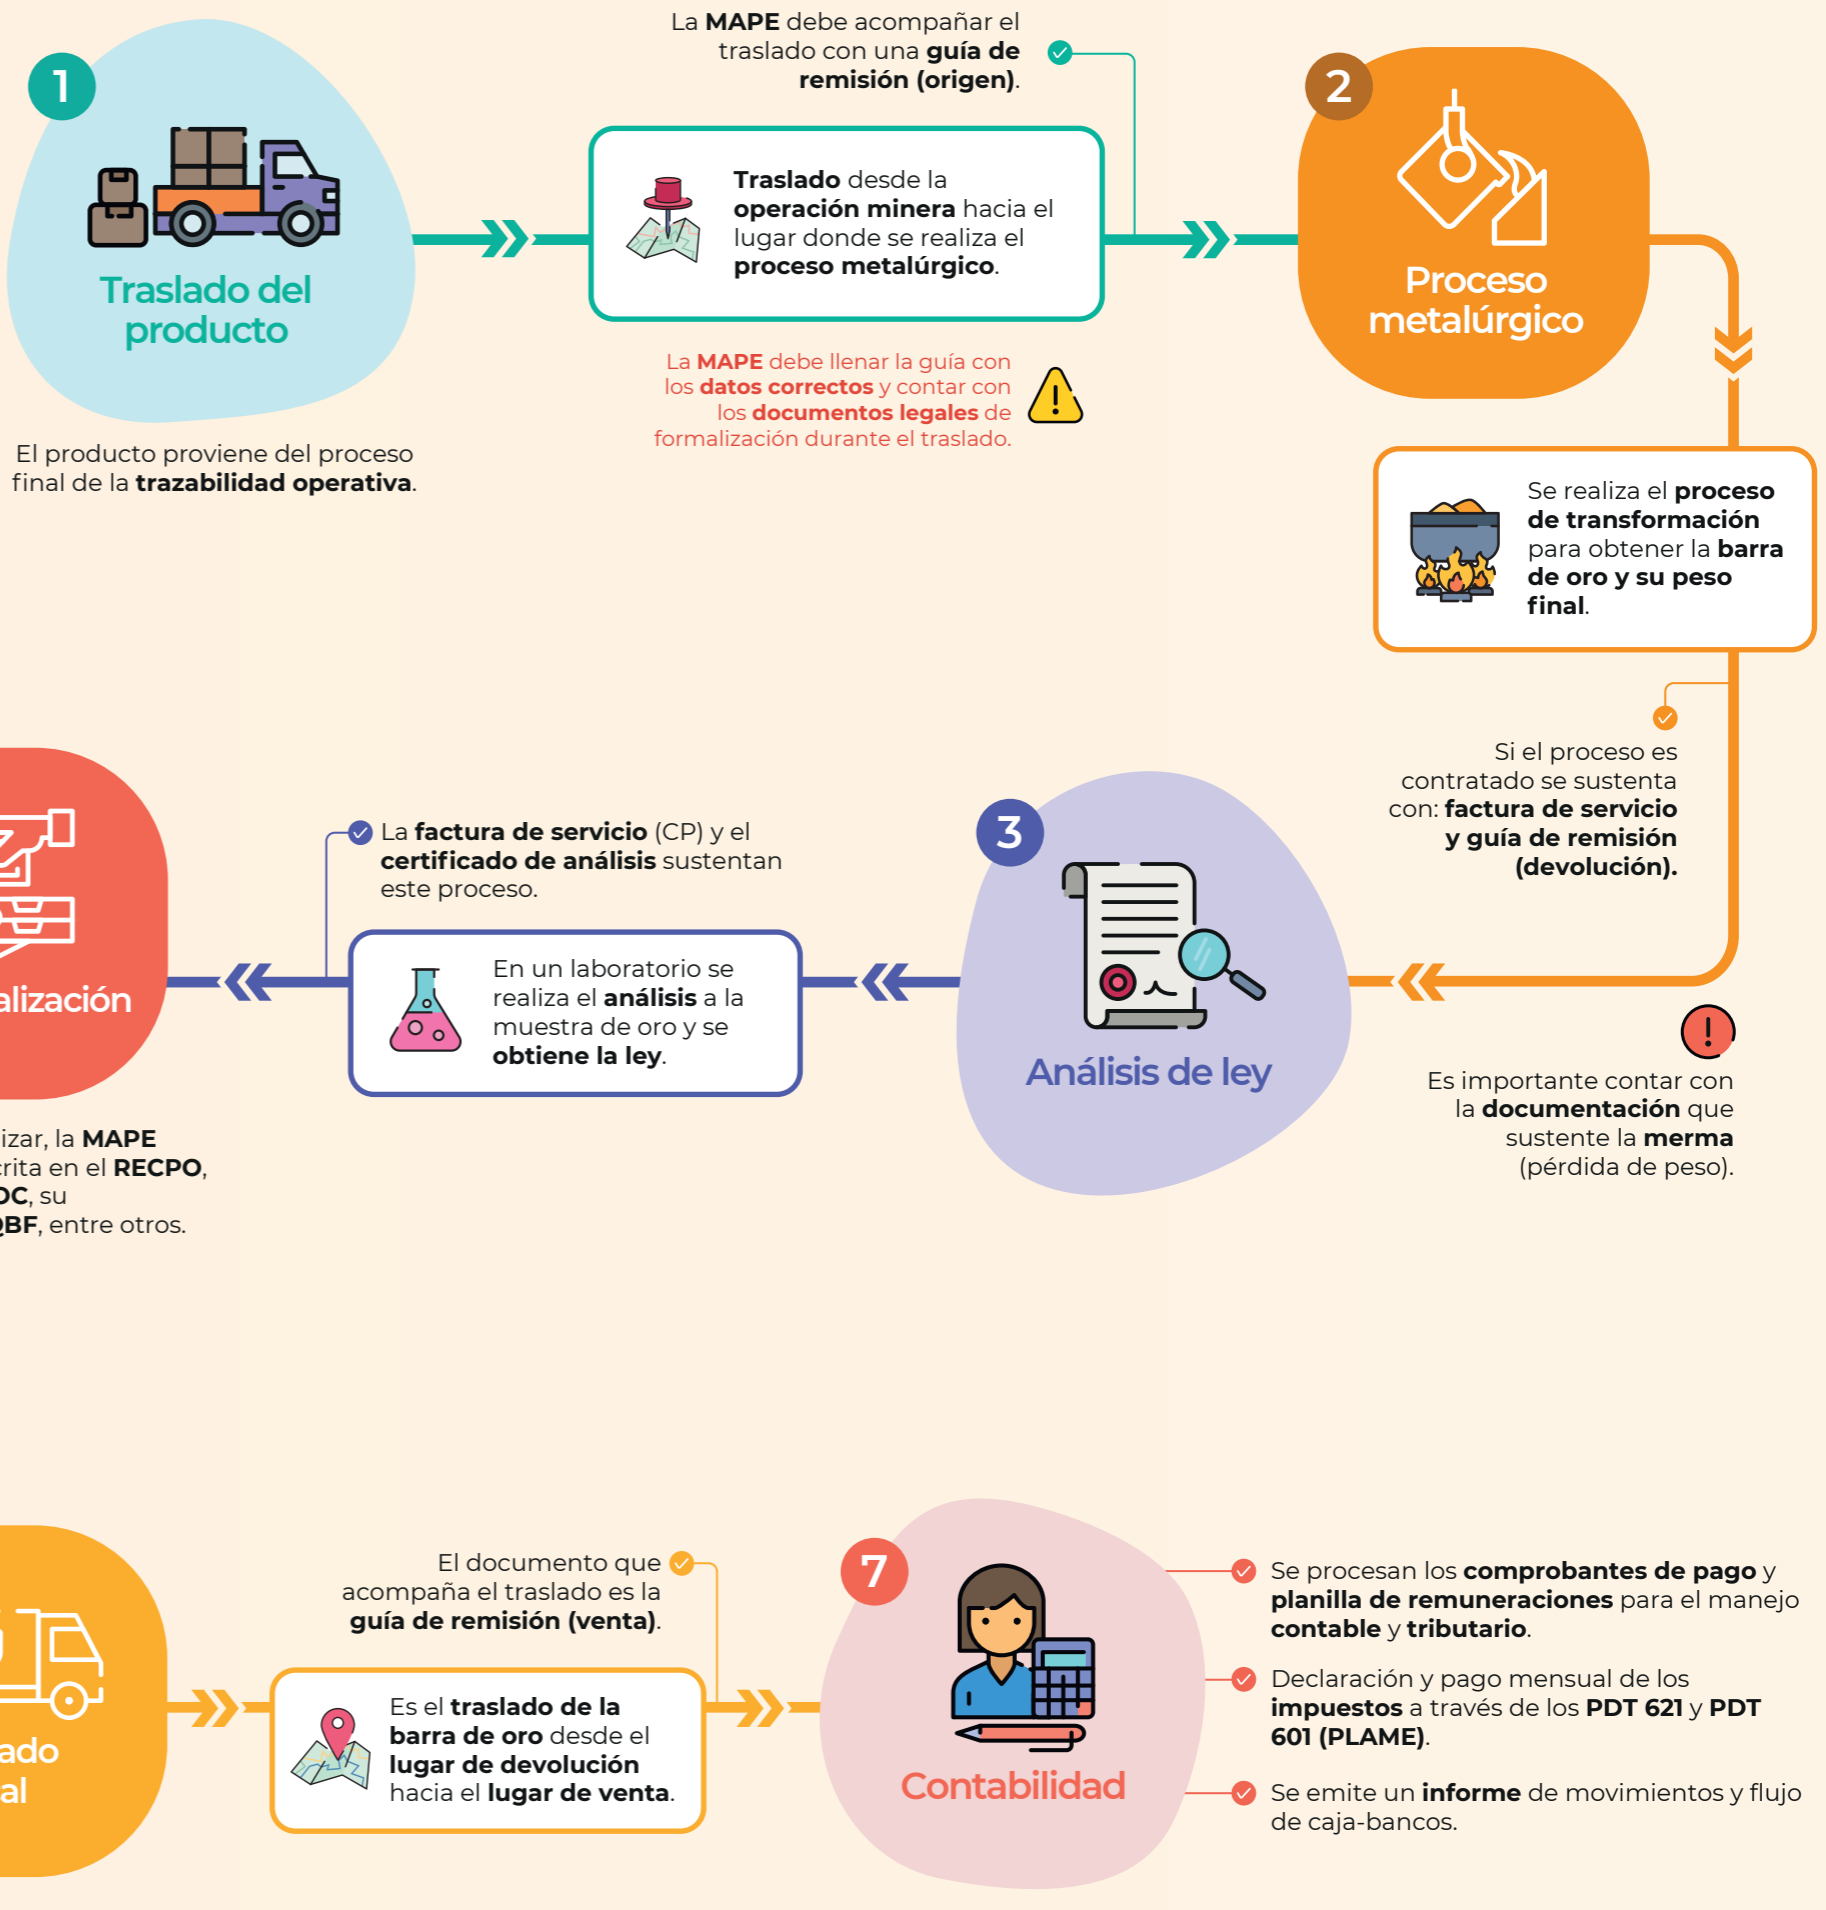 1
Traslado del
producto
El producto proviene del proceso
final de la trazabilidad operativa.
La MAPE debe acompañar el
traslado con una guía de
remisión (origen).
Traslado desde la
operación minera hacia el
lugar donde se realiza el
proceso metalúrgico.
La MAPE debe llenar la guía con
los datos correctos y contar con
los documentos legales de
formalización durante el traslado.
2
Proceso
metalúrgico
Se realiza el proceso
de transformación
para obtener la barra
de oro y su peso
final.
Si el proceso es
contratado se sustenta
con: factura de servicio
y guía de remisión
(devolución).
Es importante contar con
la documentación que
sustente la merma
(pérdida de peso).
3
Análisis de ley
La factura de servicio (CP) y el
certificado de análisis sustentan
este proceso.
En un laboratorio se
realiza el análisis a la
muestra de oro y se
obtiene la ley.
alización
izar, la MAPE
crita en el RECPO,
OC, su
QBF, entre otros.
ado
al
El documento que
acompaña el traslado es la
guía de remisión (venta).
Es el traslado de la
barra de oro desde el
lugar de devolución
hacia el lugar de venta.
7
Contabilidad
Se procesan los comprobantes de pago y
planilla de remuneraciones para el manejo
contable y tributario.
Declaración y pago mensual de los
impuestos a través de los PDT 621 y PDT
601 (PLAME).
Se emite un informe de movimientos y flujo
de caja-bancos.